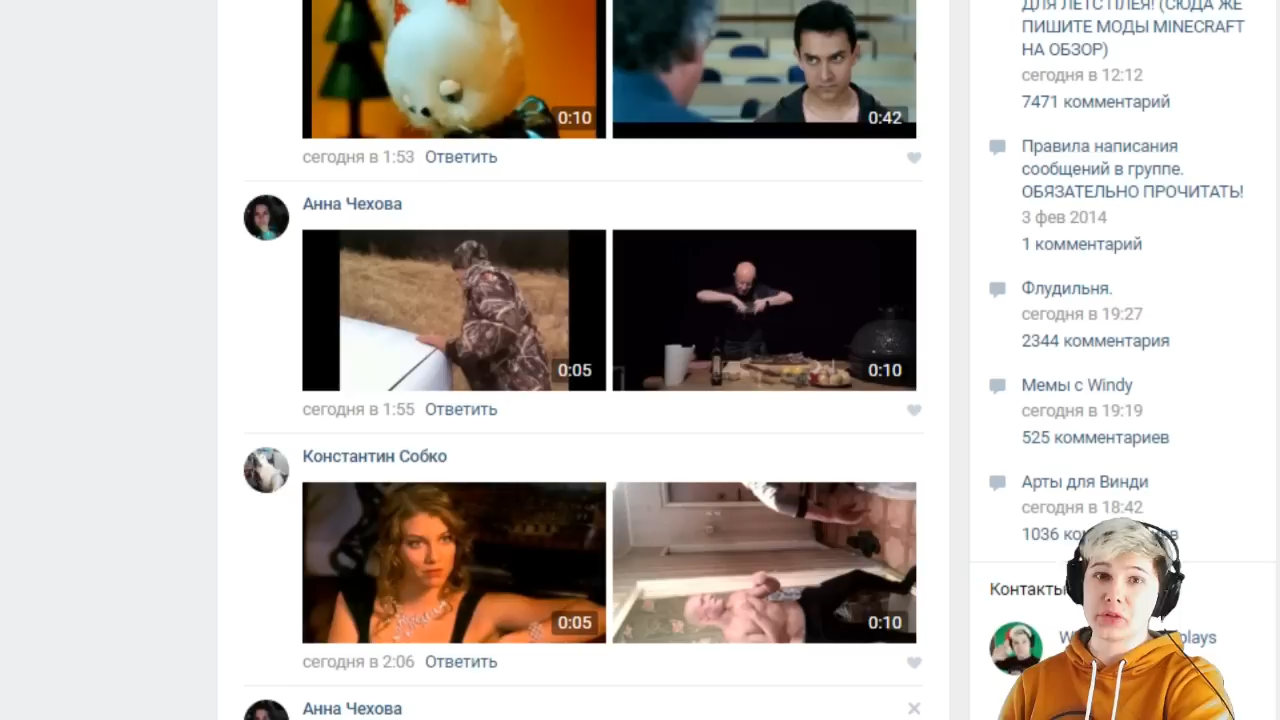 0:10
0:42
сегодня в 1:53 Ответить
Анна Чехова
0:05
0:10
сегодня в 1:55 Ответить
Константин Собко
0:05
0:10
сегодня в 2:06 Ответить
Анна Чехова
ДЛЯ ЛЕТСПЛЕЯ! (СЮДА ЖЕ
ПИШИТЕ МОДЫ MINECRAFT
НА ОБЗОР)
сегодня в 12:12
7471 комментарий
Правила написания
сообщений в группе.
ОБЯЗАТЕЛЬНО ПРОЧИТАТЬ!
3 фев 2014
1 комментарий
Флудильня.
сегодня в 19:27
2344 комментария
Мемы с Windy
сегодня в 19:19
525 комментариев
Арты для Винди
сегодня в 18:42
1036
Контакты